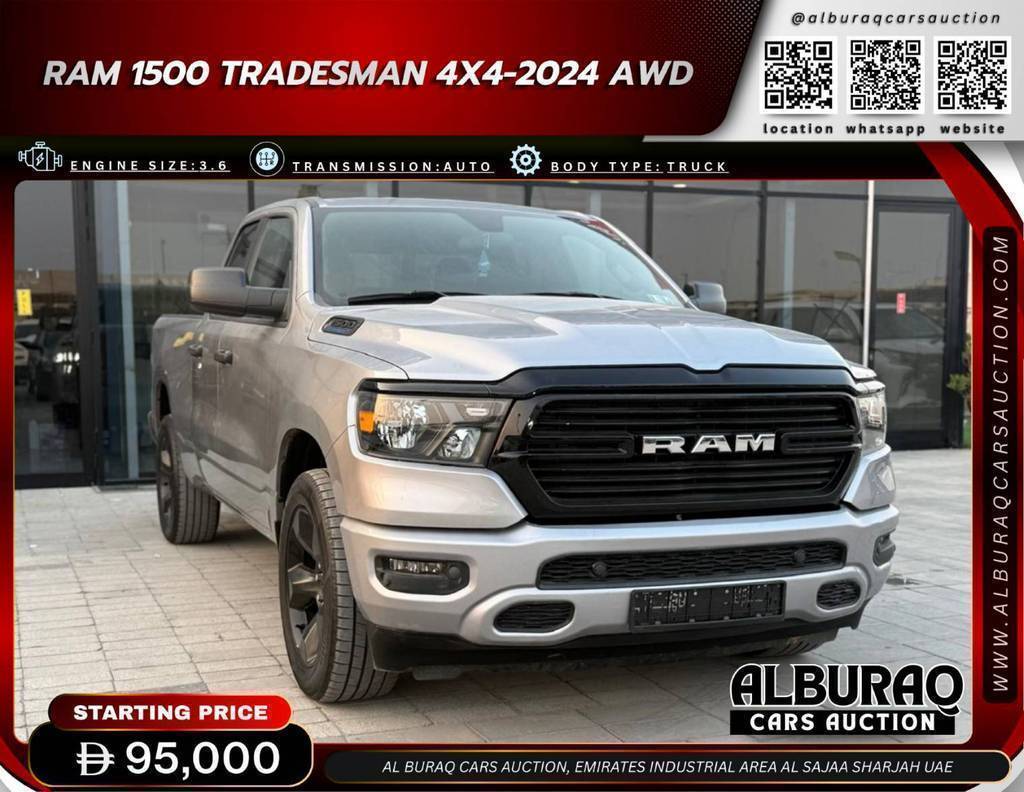 @alburaqcarsauction
RAM 1500 TRADESMAN 4X4-2024 AWD
location whatsapp website
ENGINE SIZE:3.6
TRANSMISSION:AUTO
BODY TYPE: TRUCK
WWW.ALBURAQCARSAUCTION.COM
1500
RAM
ALBURAQ
CARS AUCTION
STARTING PRICE
95,000
AL BURAQ CARS AUCTION, EMIRATES INDUSTRIAL AREA AL SAJAA SHARJAH UAE